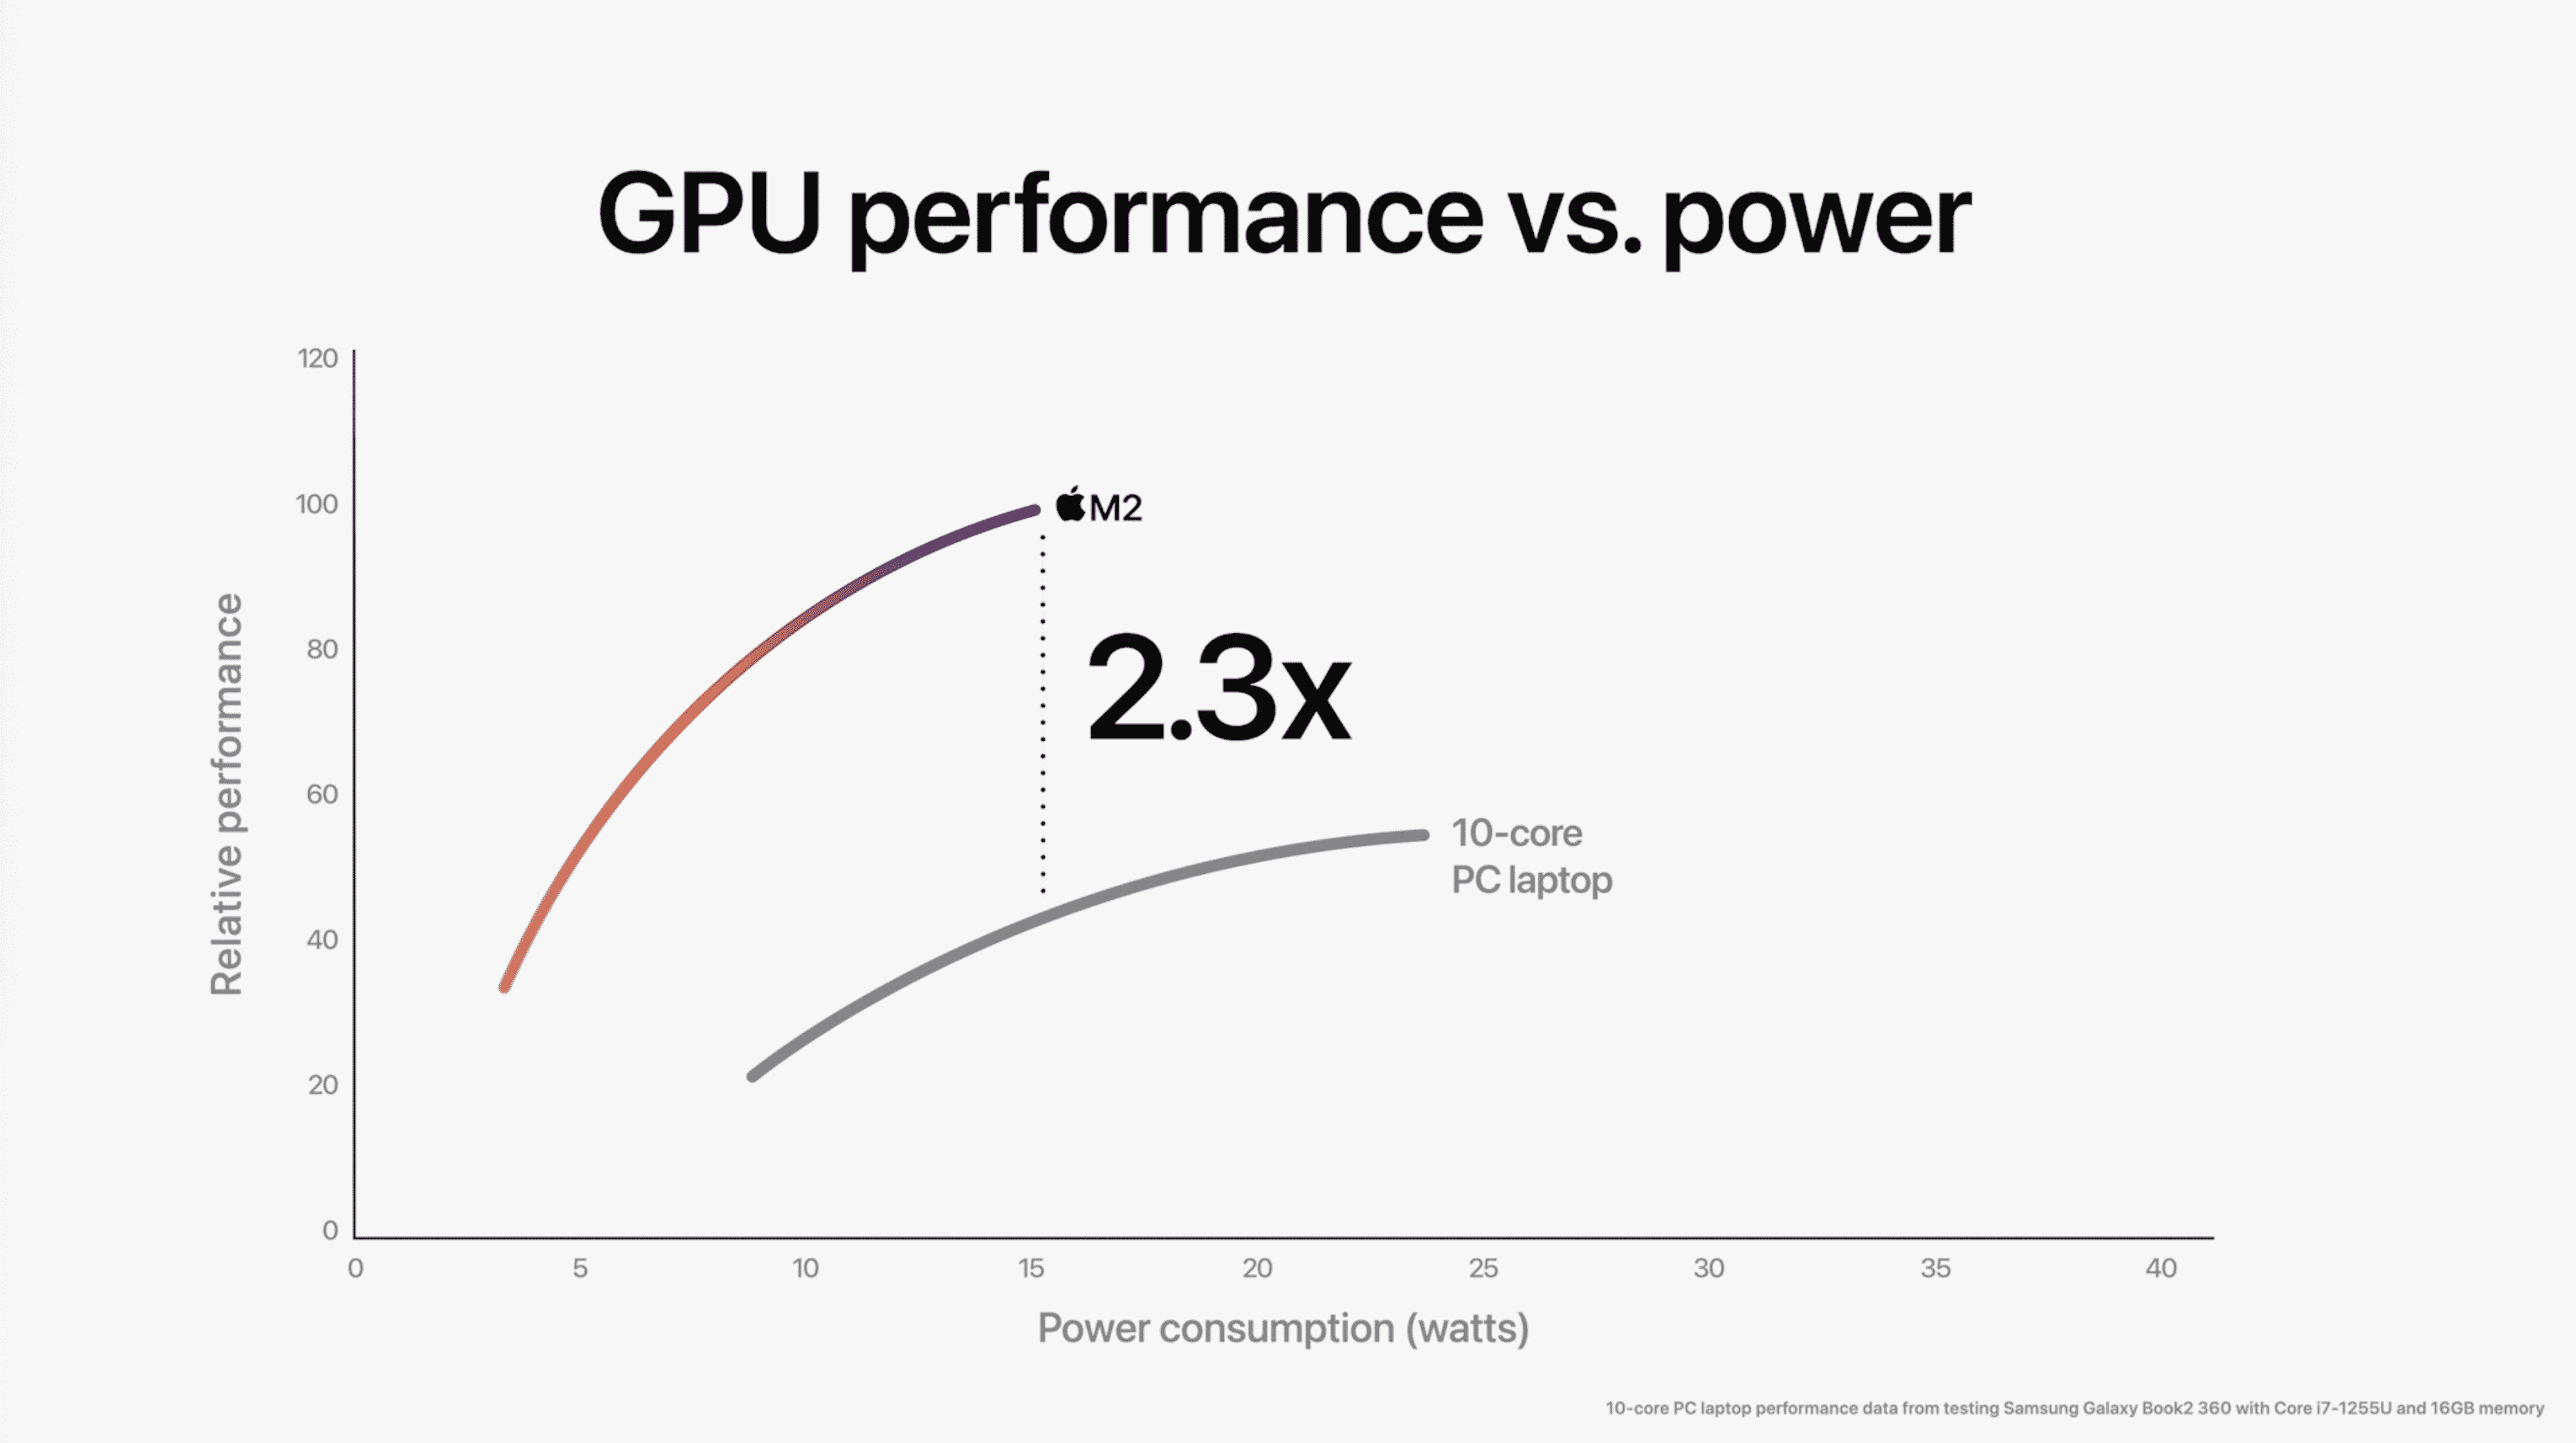 GPU performance vs. power
120
100
80
60
40
20
0
Relative performance
M2
2.3x
10-core
PC laptop
0 5 10 15 20 25 30 35 40
Power consumption (watts)
10-core PC laptop performance data from testing Samsung Galaxy Book2 360 with Core i7-1255U and 16GB memory